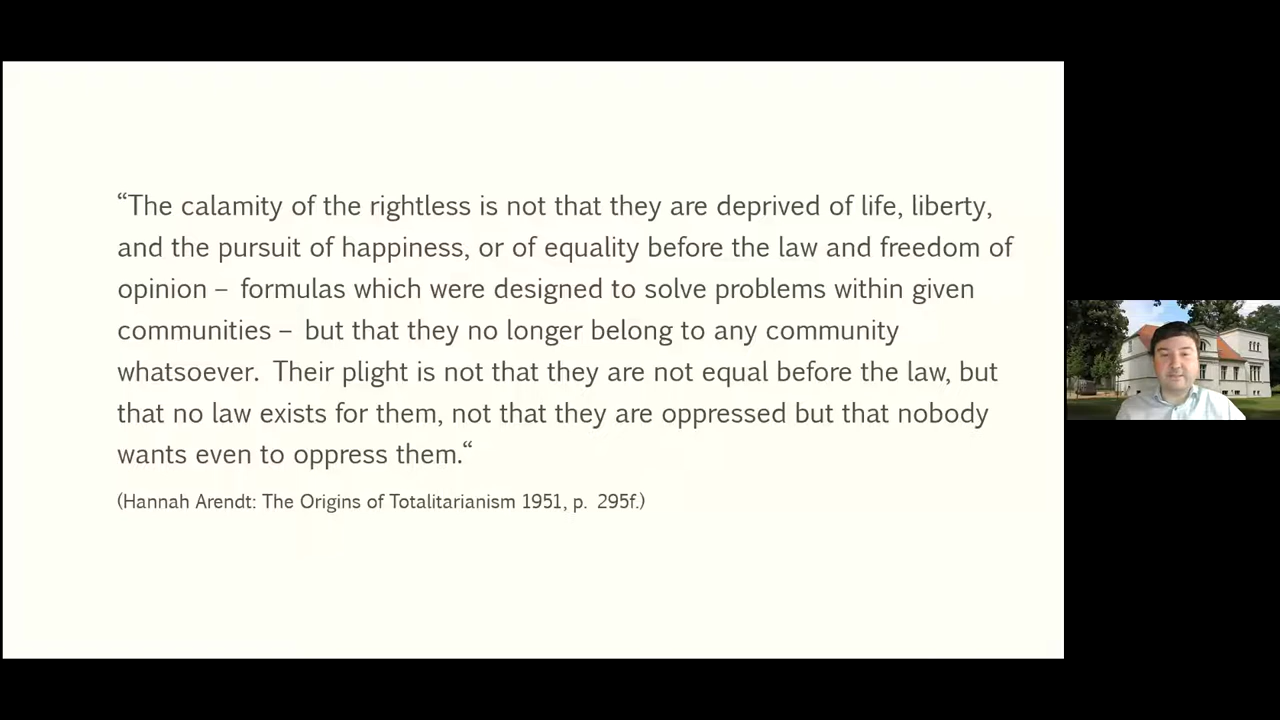 “The calamity of the rightless is not that they are deprived of life, liberty,
and the pursuit of happiness, or of equality before the law and freedom of
opinion – formulas which were designed to solve problems within given
communities – but that they no longer belong to any community
whatsoever. Their plight is not that they are not equal before the law, but
that no law exists for them, not that they are oppressed but that nobody
wants even to oppress them.“
(Hannah Arendt: The Origins of Totalitarianism 1951, p. 295f.)